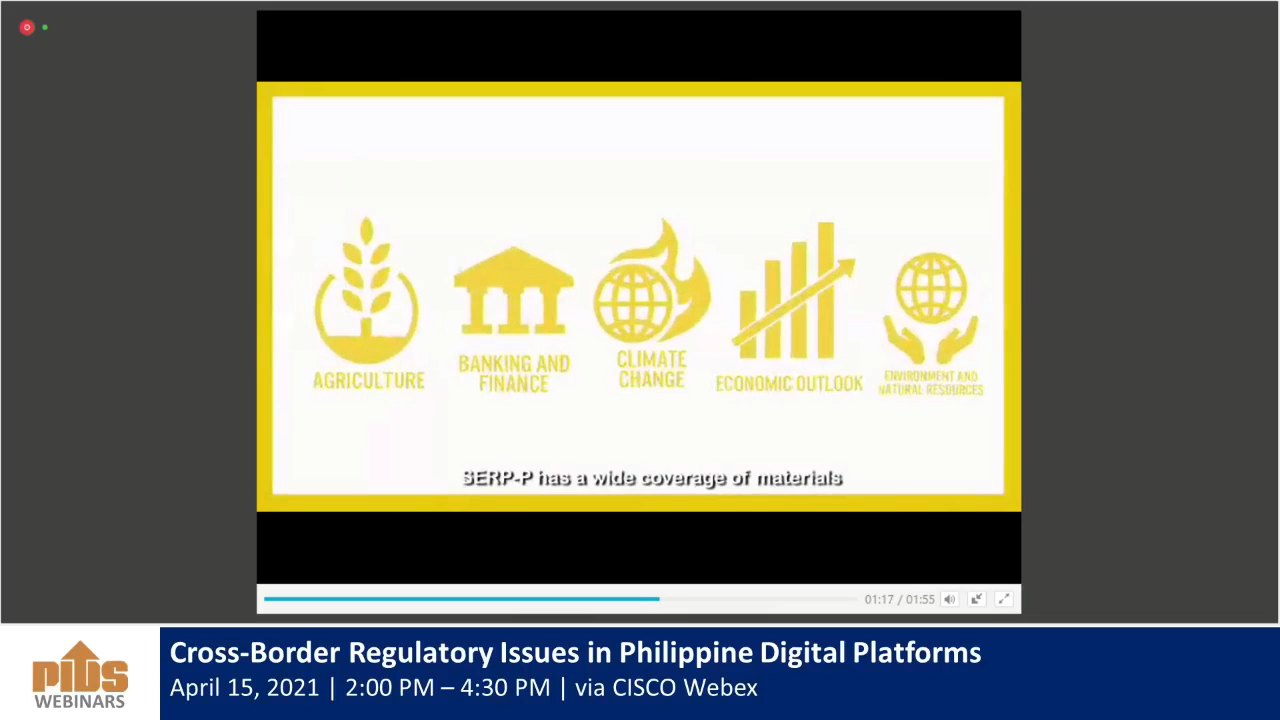 AGRICULTURE
BANKING AND
FINANCE
CLIMATE
CHANGE
ECONOMIC OUTLOOK
ENVIRONMENT AND
NATURAL RESOURCES
SERP-P has a wide coverage of materials
01:17 / 01:55
PIDS
WEBINARS
Cross-Border Regulatory Issues in Philippine Digital Platforms
April 15, 2021 | 2:00 PM – 4:30 PM | via CISCO Webex